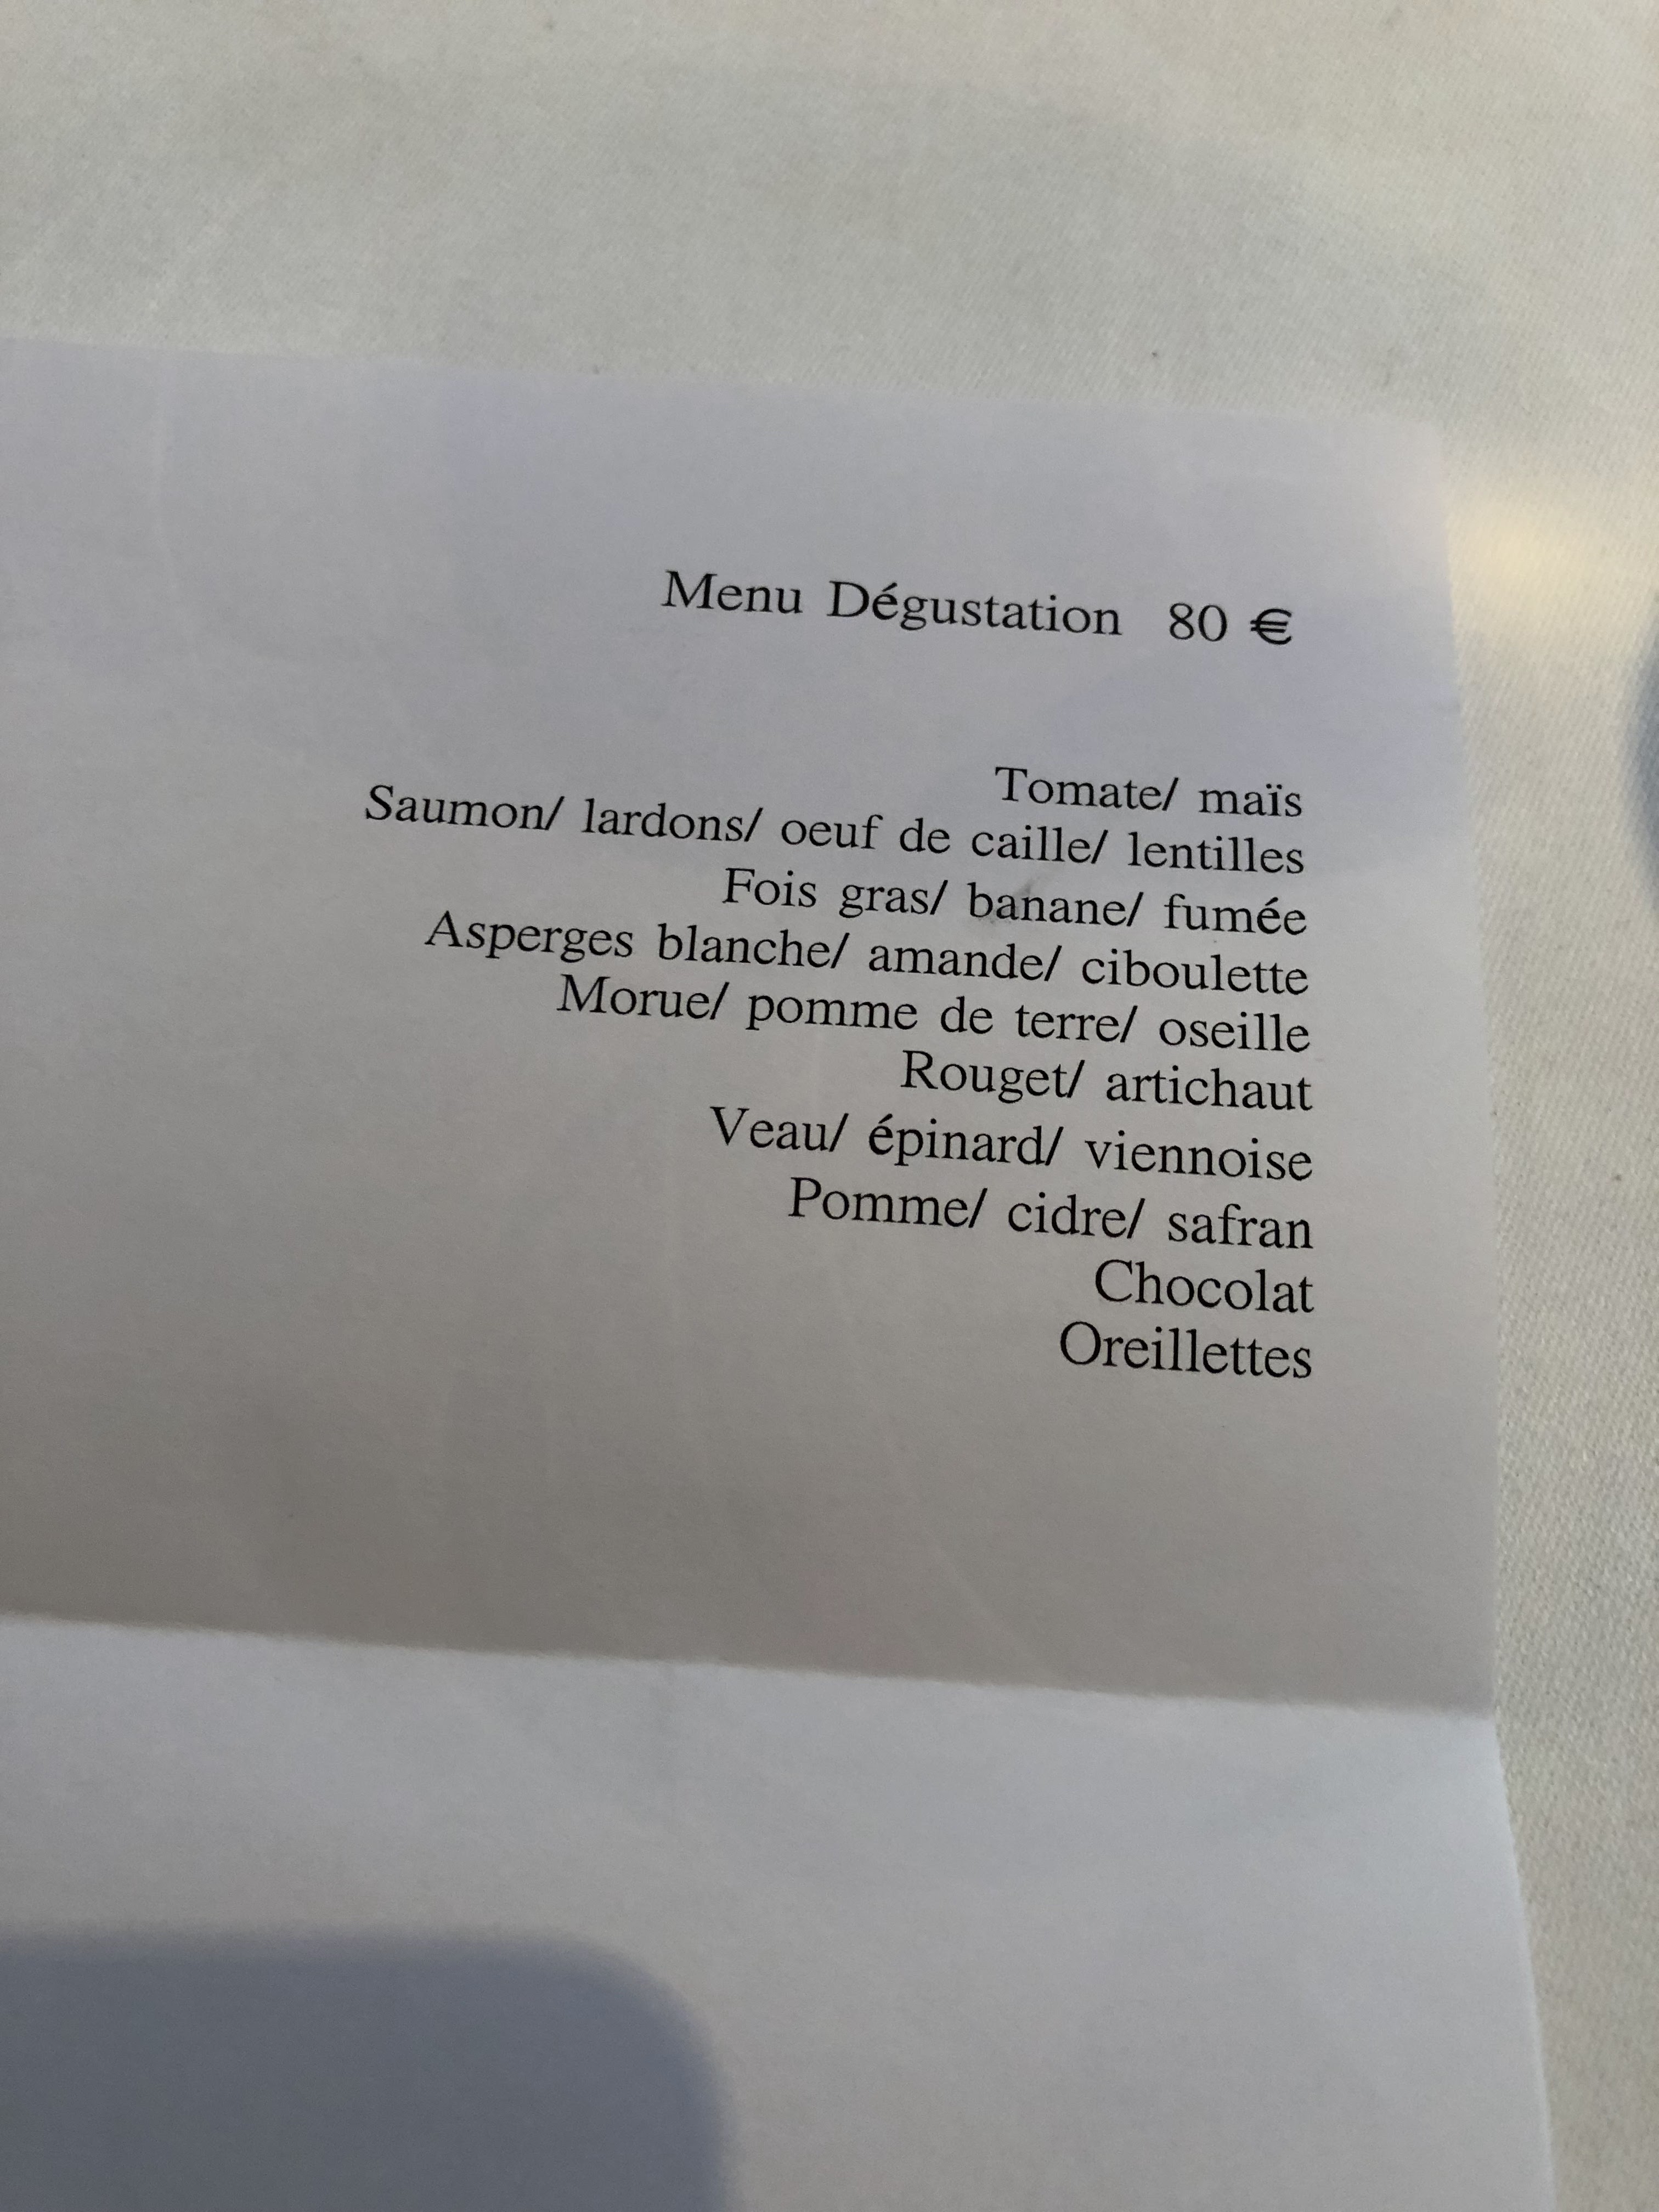 Menu Dégustation 80 €
Tomate/ maïs
Saumon/ lardons/ oeuf de caille/ lentilles
Fois gras/ banane/ fumée
Asperges blanche/ amande/ ciboulette
Morue/ pomme de terre/ oseille
Rouget/ artichaut
Veau/ épinard/ viennoise
Pomme/ cidre/ safran
Chocolat
Oreillettes